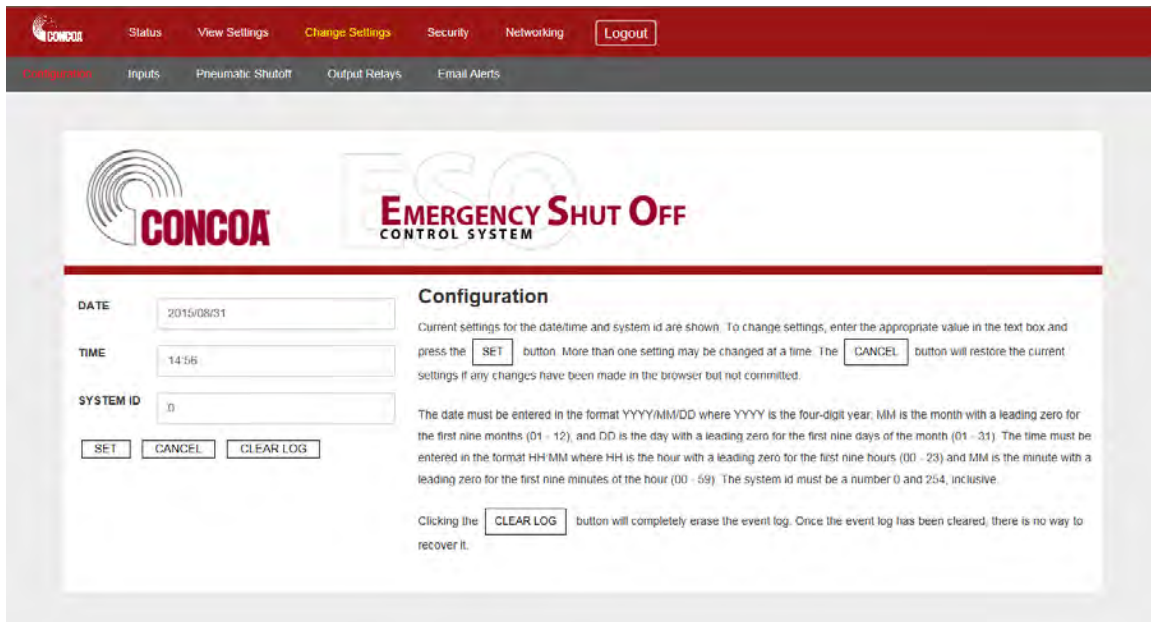 CONCOA Status View Settings Change Settings Security Networking Logout
Configuration Inputs Pneumatic Shutoff Output Relays Email Alerts
ESO
CONCOA
EMERGENCY SHUT OFF
CONTROL SYSTEM
DATE 2015/08/31
TIME 14:56
SYSTEM ID 0
SET CANCEL CLEAR LOG
Configuration
Current settings for the date/time and system id are shown. To change settings, enter the appropriate value in the text box and
press the SET button. More than one setting may be changed at a time. The CANCEL button will restore the current
settings if any changes have been made in the browser but not committed.
The date must be entered in the format YYYY/MM/DD where YYYY is the four-digit year, MM is the month with a leading zero for
the first nine months (01 - 12), and DD is the day with a leading zero for the first nine days of the month (01 - 31). The time must be
entered in the format HH:MM where HH is the hour with a leading zero for the first nine hours (00 - 23) and MM is the minute with a
leading zero for the first nine minutes of the hour (00 - 59). The system id must be a number 0 and 254, inclusive.
Clicking the CLEAR LOG button will completely erase the event log. Once the event log has been cleared, there is no way to
recover it.